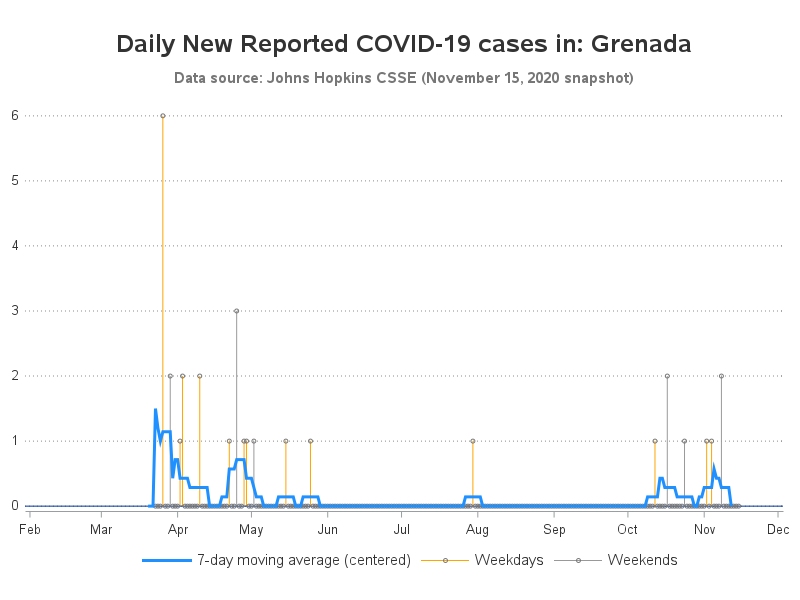 Daily New Reported COVID-19 cases in: Grenada
Data source: Johns Hopkins CSSE (November 15, 2020 snapshot)
6
5
4
3
2
1
0
Feb Mar Apr May Jun Jul Aug Sep Oct Nov Dec
7-day moving average (centered) Weekdays Weekends